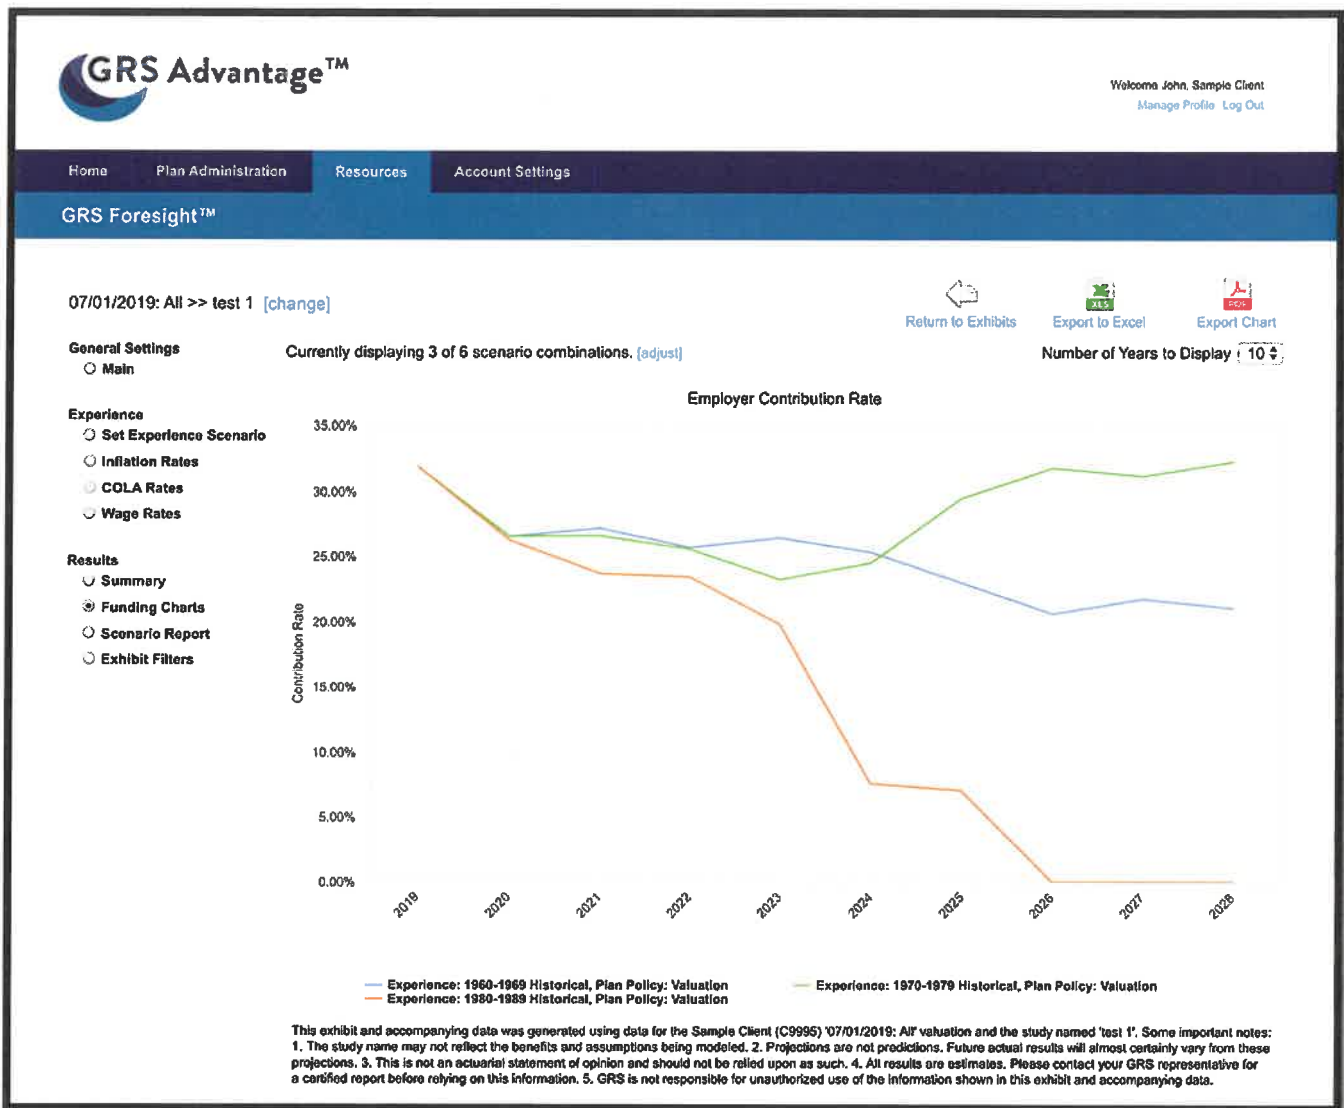 GRS Advantage™
Welcome John, Sample Client
Manage Profile Log Out
Home Plan Administration Resources Account Settings
GRS Foresight™
07/01/2019: All >> test 1 [change]
XLS
PDF
Return to Exhibits Export to Excel Export Chart
General Settings
Main
Currently displaying 3 of 6 scenario combinations. [adjust]
Number of Years to Display 10
Experience
Set Experience Scenario
Inflation Rates
COLA Rates
Wage Rates
Results
Summary
Funding Charts
Scenario Report
Exhibit Filters
Employer Contribution Rate
Contribution Rate
35.00%
30.00%
25.00%
20.00%
15.00%
10.00%
5.00%
0.00%
2019 2020 2021 2022 2023 2024 2025 2026 2027 2028
Experience: 1960-1969 Historical, Plan Policy: Valuation Experience: 1970-1979 Historical, Plan Policy: Valuation
Experience: 1980-1989 Historical, Plan Policy: Valuation
This exhibit and accompanying data was generated using data for the Sample Client (C9995) '07/01/2019: All' valuation and the study named 'test 1'. Some important notes:
1. The study name may not reflect the benefits and assumptions being modeled. 2. Projections are not predictions. Future actual results will almost certainly vary from these
projections. 3. This is not an actuarial statement of opinion and should not be relied upon as such. 4. All results are estimates. Please contact your GRS representative for
a certified report before relying on this information. 5. GRS is not responsible for unauthorized use of the information shown in this exhibit and accompanying data.